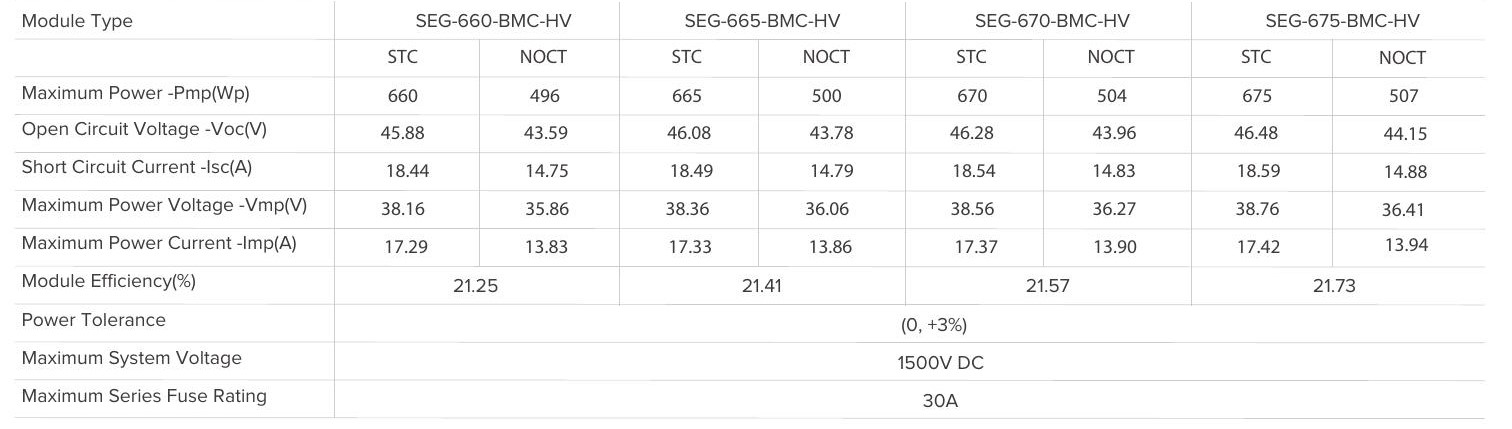 Module Type SEG-660-BMC-HV SEG-665-BMC-HV SEG-670-BMC-HV SEG-675-BMC-HV
STC NOCT STC NOCT STC NOCT STC NOCT
Maximum Power -Pmp(Wp) 660 496 665 500 670 504 675 507
Open Circuit Voltage -Voc(V) 45.88 43.59 46.08 43.78 46.28 43.96 46.48 44.15
Short Circuit Current -Isc(A) 18.44 14.75 18.49 14.79 18.54 14.83 18.59 14.88
Maximum Power Voltage -Vmp(V) 38.16 35.86 38.36 36.06 38.56 36.27 38.76 36.41
Maximum Power Current -Imp(A) 17.29 13.83 17.33 13.86 17.37 13.90 17.42 13.94
Module Efficiency(%) 21.25 21.41 21.57 21.73
Power Tolerance (0, +3%)
Maximum System Voltage 1500V DC
Maximum Series Fuse Rating 30A